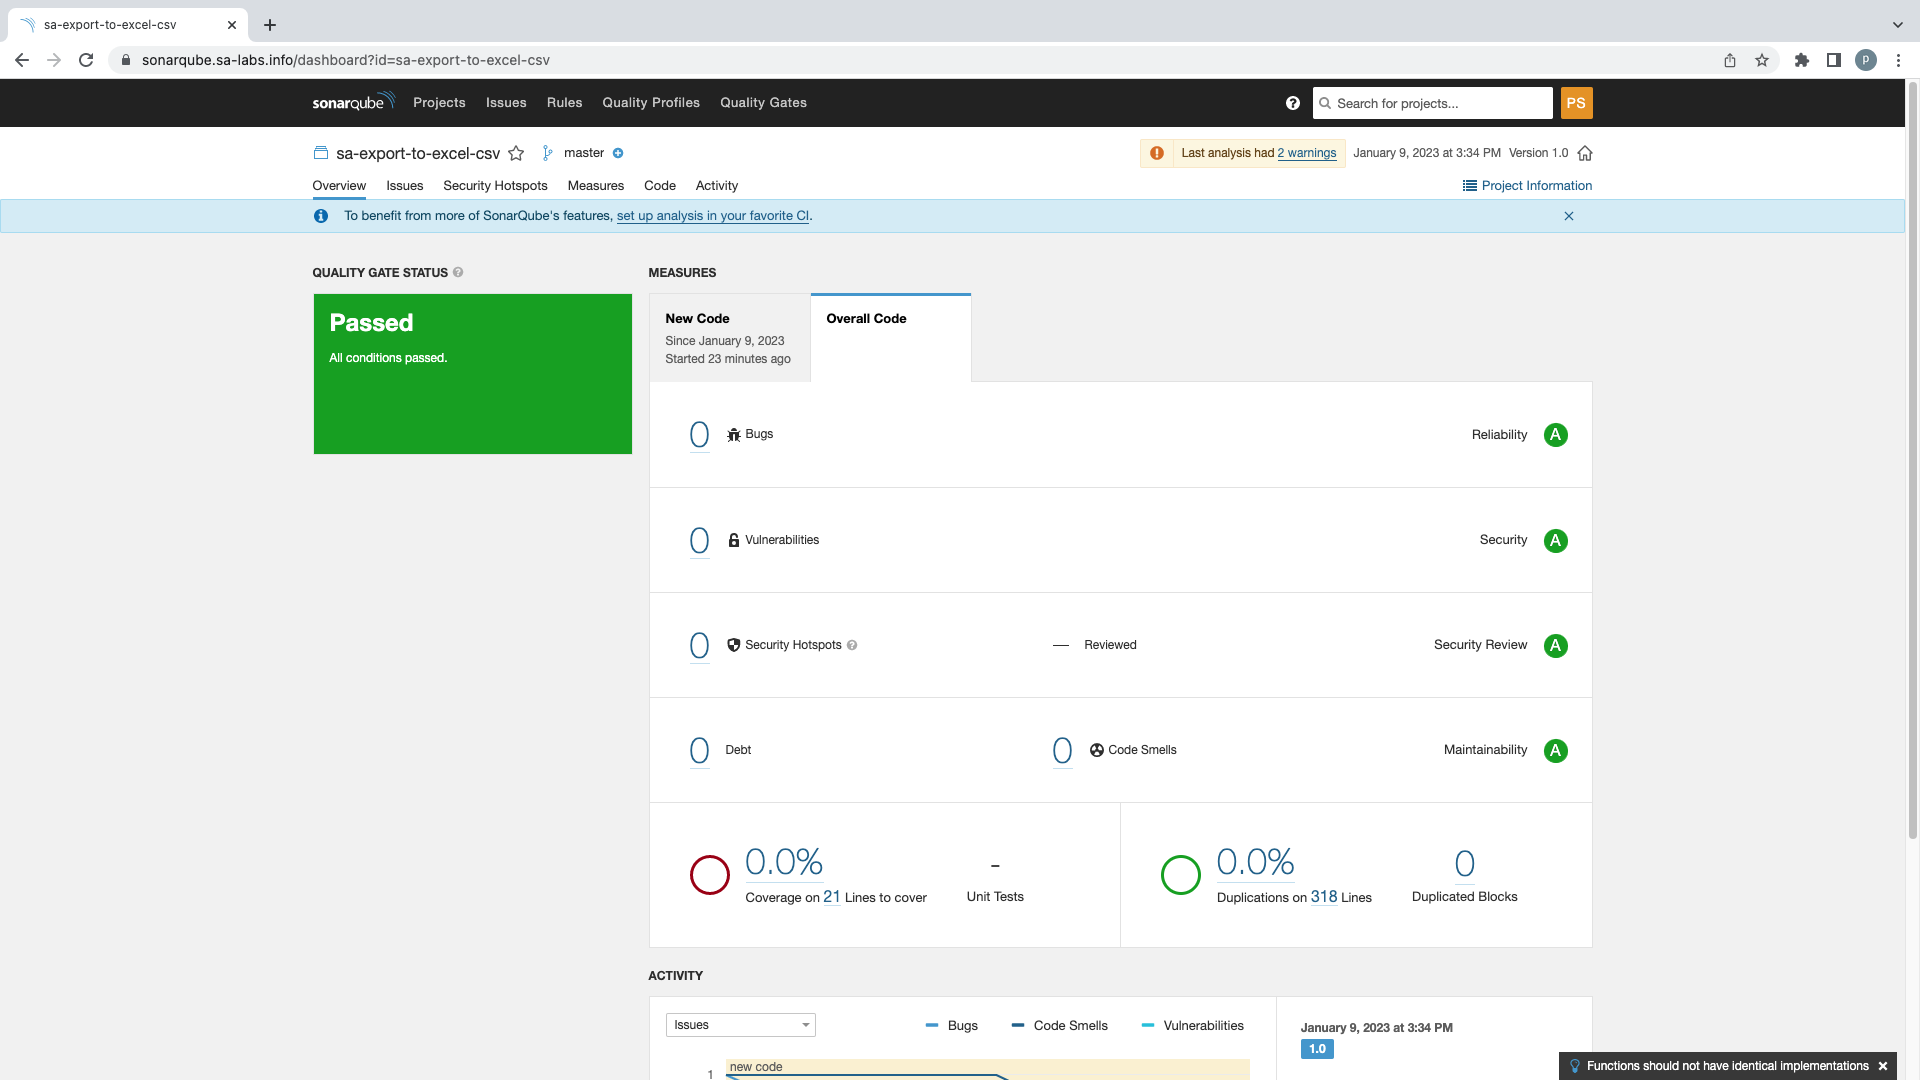 sa-export-to-excel-csv
sonarqube.sa-labs.info/dashboard?id=sa-export-to-excel-csv
P
sonarqube Projects Issues Rules Quality Profiles Quality Gates
Search for projects...
PS
sa-export-to-excel-csv master
Last analysis had 2 warnings January 9, 2023 at 3:34 PM Version 1.0
Overview Issues Security Hotspots Measures Code Activity
Project Information
To benefit from more of SonarQube's features, set up analysis in your favorite CI.
QUALITY GATE STATUS
Passed
All conditions passed.
MEASURES
New Code
Since January 9, 2023
Started 23 minutes ago
Overall Code
0 Bugs Reliability A
0 Vulnerabilities Security A
0 Security Hotspots — Reviewed Security Review A
0 Debt 0 Code Smells Maintainability A
0.0%
Coverage on 21 Lines to cover
-
Unit Tests
0.0%
Duplications on 318 Lines
0
Duplicated Blocks
ACTIVITY
Issues
Bugs Code Smells Vulnerabilities
new code
1
January 9, 2023 at 3:34 PM
1.0
Functions should not have identical implementations